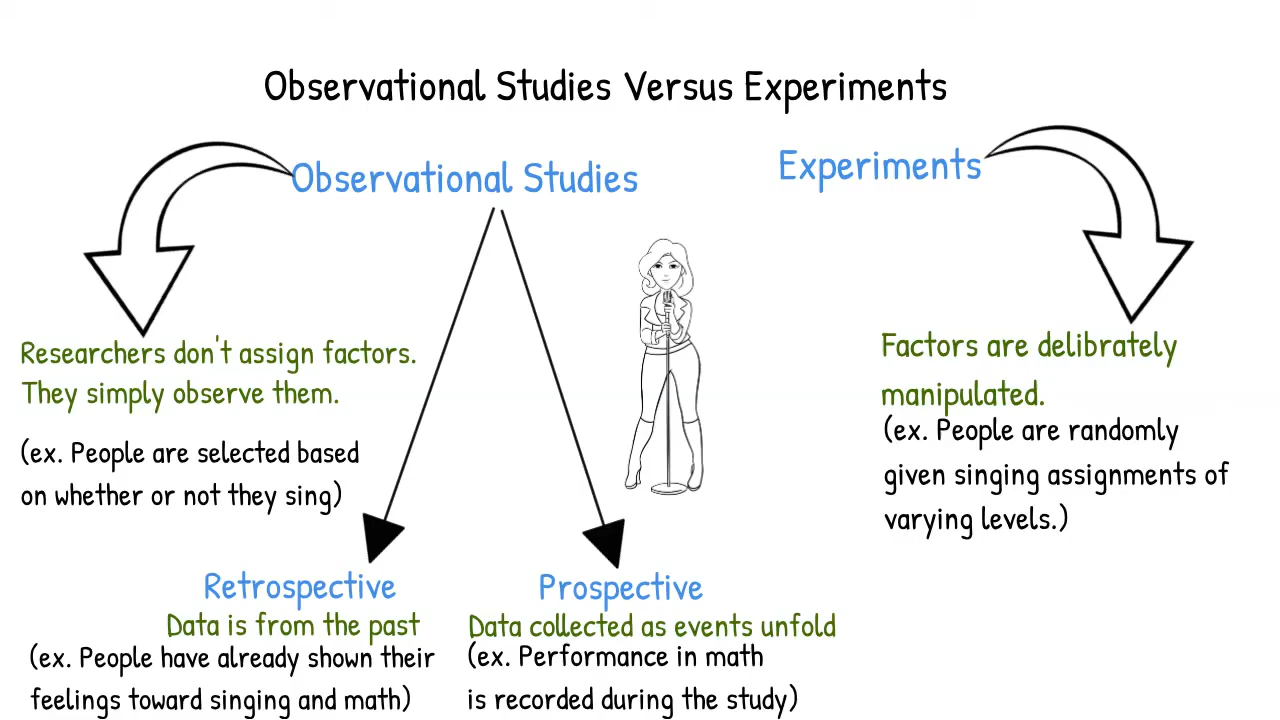 Observational Studies Versus Experiments
Observational Studies
Experiments
Researchers don't assign factors.
They simply observe them.
(ex. People are selected based
on whether or not they sing)
Factors are delibrately
manipulated.
(ex. People are randomly
given singing assignments of
varying levels.)
Retrospective
Data is from the past
(ex. People have already shown their
feelings toward singing and math)
Prospective
Data collected as events unfold
(ex. Performance in math
is recorded during the study)